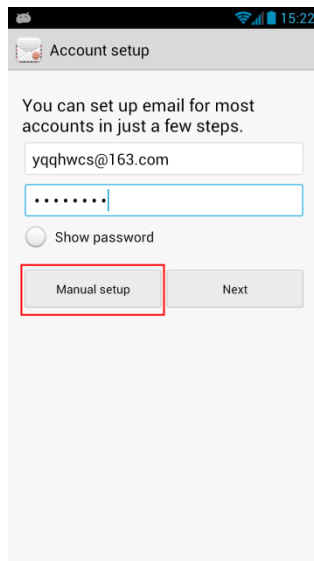 15:22
Account setup
You can set up email for most
accounts in just a few steps.
yqqhwcs@163.com
••••••••
Show password
Manual setup
Next